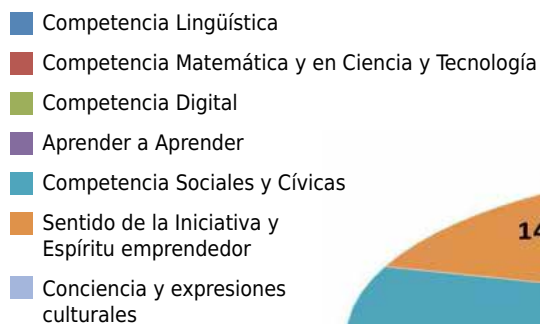 Competencia Lingüística
Competencia Matemática y en Ciencia y Tecnología
Competencia Digital
Aprender a Aprender
Competencia Sociales y Cívicas
Sentido de la Iniciativa y
Espíritu emprendedor
14
Conciencia y expresiones
culturales